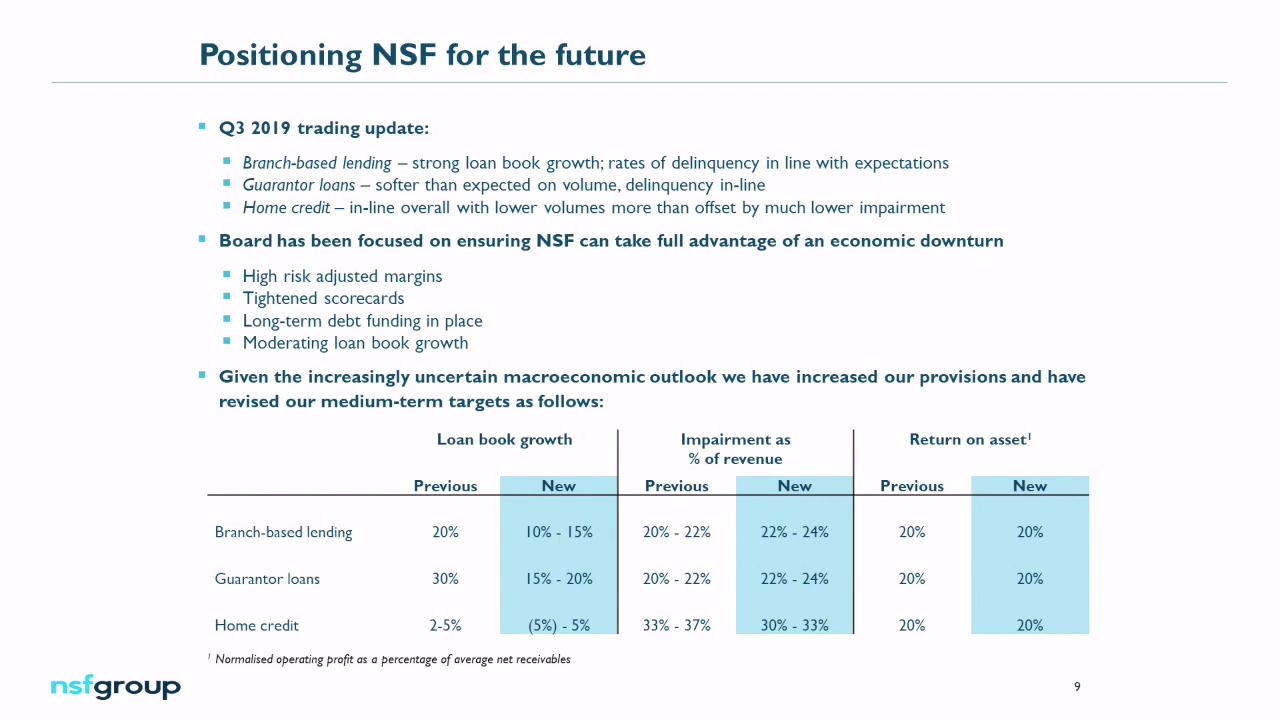 Positioning NSF for the future
Q3 2019 trading update:
Branch-based lending – strong loan book growth; rates of delinquency in line with expectations
Guarantor loans – softer than expected on volume, delinquency in-line
Home credit – in-line overall with lower volumes more than offset by much lower impairment
Board has been focused on ensuring NSF can take full advantage of an economic downturn
High risk adjusted margins
Tightened scorecards
Long-term debt funding in place
Moderating loan book growth
Given the increasingly uncertain macroeconomic outlook we have increased our provisions and have
revised our medium-term targets as follows:
Loan book growth Impairment as Return on asset¹
% of revenue
Previous New Previous New Previous New
Branch-based lending 20% 10% - 15% 20% - 22% 22% - 24% 20% 20%
Guarantor loans 30% 15% - 20% 20% - 22% 22% - 24% 20% 20%
Home credit 2-5% (5%) - 5% 33% - 37% 30% - 33% 20% 20%
¹ Normalised operating profit as a percentage of average net receivables
nsfgroup 9